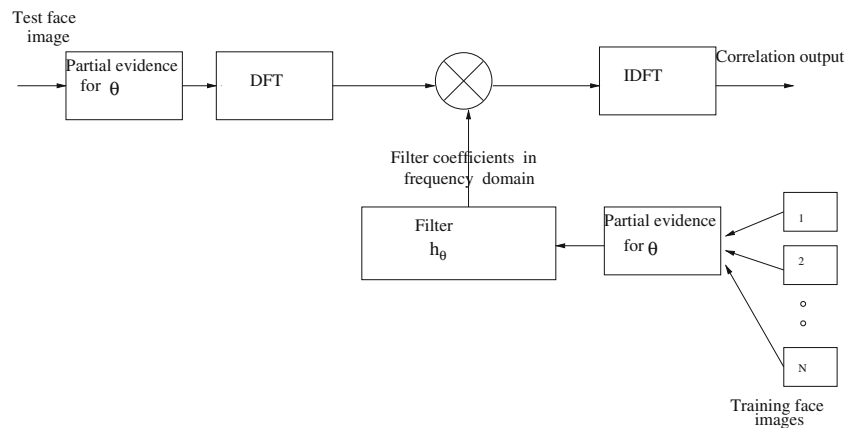 Test face
image
Partial evidence
for θ
DFT
IDFT
Correlation output
Filter coefficients in
frequency domain
Filter
hθ
Partial evidence
for θ
1
2
N
Training face
images